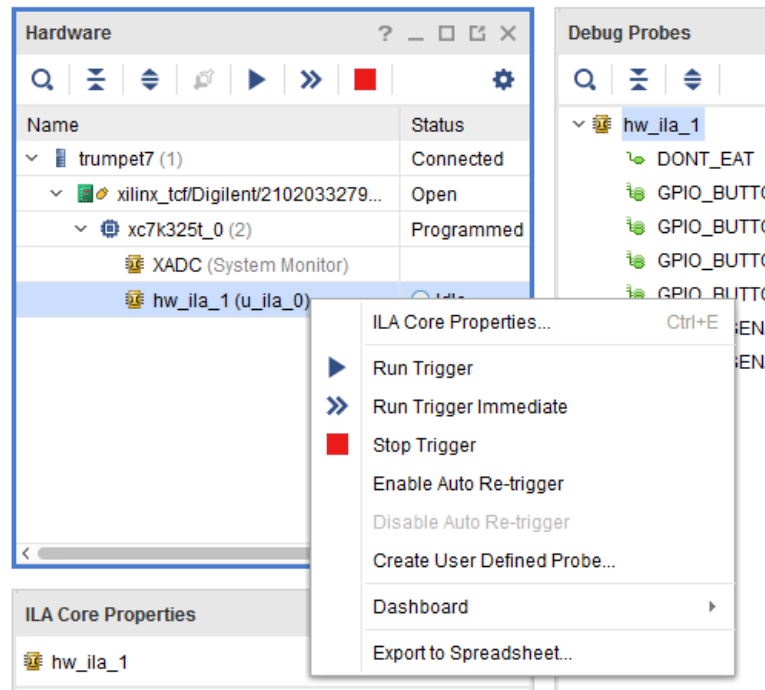 Hardware
Name Status
trumpet7 (1) Connected
xilinx_tcf/Digilent/2102033279... Open
xc7k325t_0 (2) Programmed
XADC (System Monitor)
hw_ila_1 (u_ila_0) Idle
ILA Core Properties... Ctrl+E
Run Trigger
Run Trigger Immediate
Stop Trigger
Enable Auto Re-trigger
Disable Auto Re-trigger
Create User Defined Probe...
Dashboard
Export to Spreadsheet...
ILA Core Properties
hw_ila_1
Debug Probes
hw_ila_1
DONT_EAT
GPIO_BUTTO
GPIO_BUTTO
GPIO_BUTTO
GPIO_BUTTO